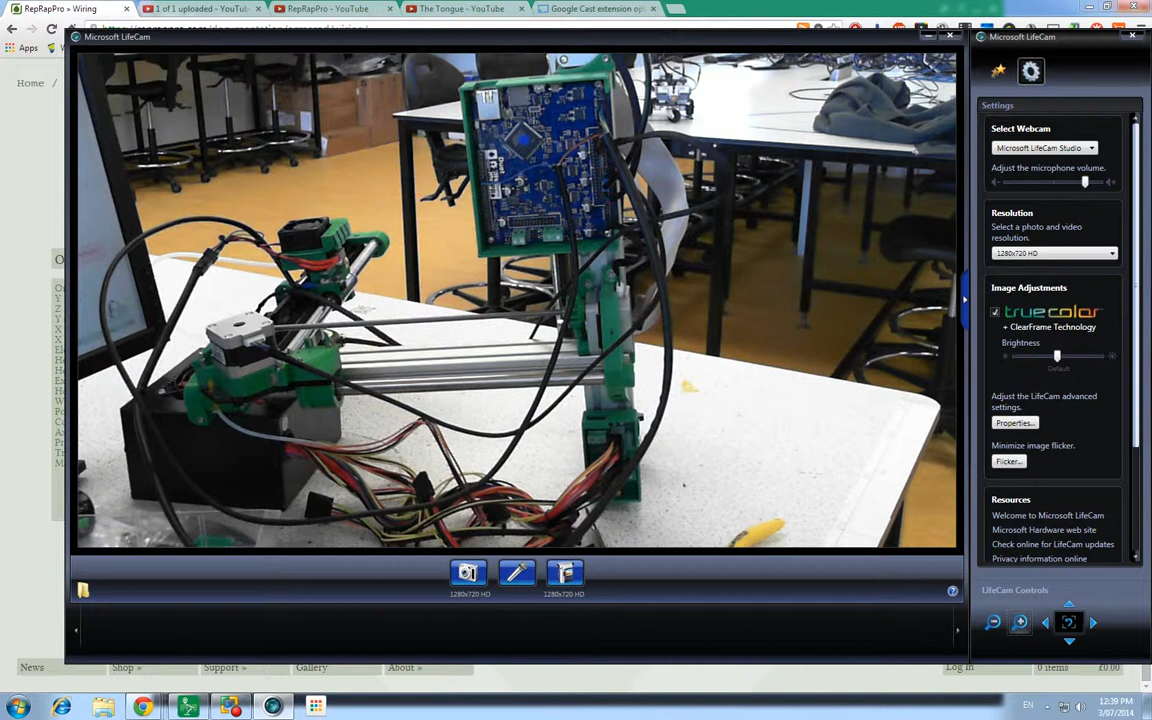 RepRapPro » Wiring
1 of 1 uploaded - YouTub
RepRapPro - YouTube
The Tongue - YouTube
Google Cast extension opt
Apps
Home /
Microsoft LifeCam
Microsoft LifeCam
Settings
Select Webcam
Microsoft LifeCam Studio
Adjust the microphone volume.
Resolution
Select a photo and video
resolution.
1280x720 HD
Image Adjustments
truecolor
+ ClearFrame Technology
Brightness
Default
Adjust the LifeCam advanced
settings.
Properties...
Minimize image flicker.
Flicker...
Resources
Welcome to Microsoft LifeCam
Microsoft Hardware web site
Check online for LifeCam updates
Privacy information online
LifeCam Controls
Duet
1280x720 HD
1280x720 HD
News
Shop »
Support »
Gallery
About »
Log in
0 items
£0.00
EN
12:39 PM
3/07/2014